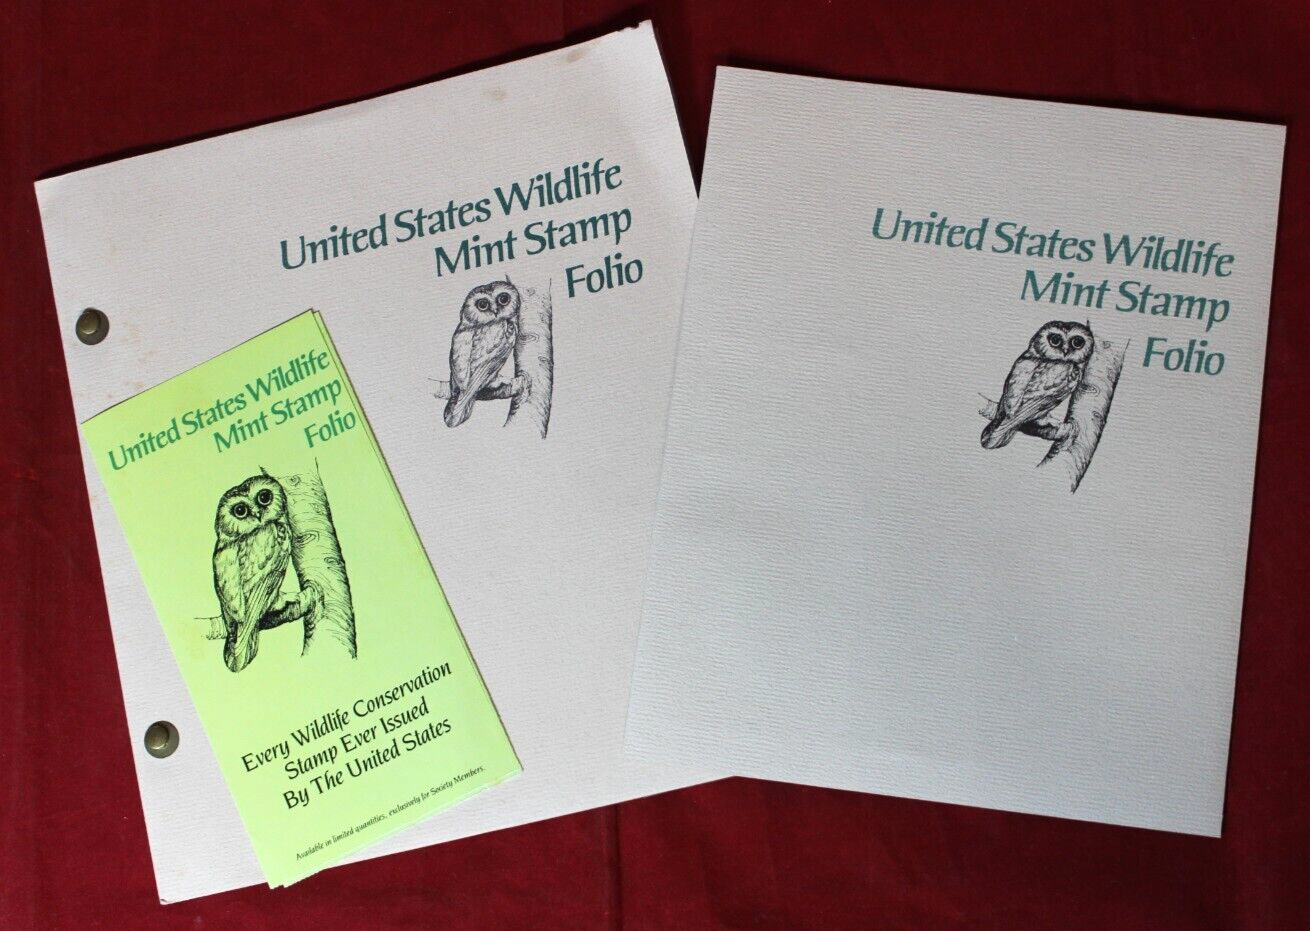 United States Wildlife
Mint Stamp
Folio
United States Wildlife
Mint Stamp
Folio
United States Wildlife
Mint Stamp
Folio
Every Wildlife Conservation
Stamp Ever Issued
By The United States
Available in limited quantities, exclusively for Society Members.